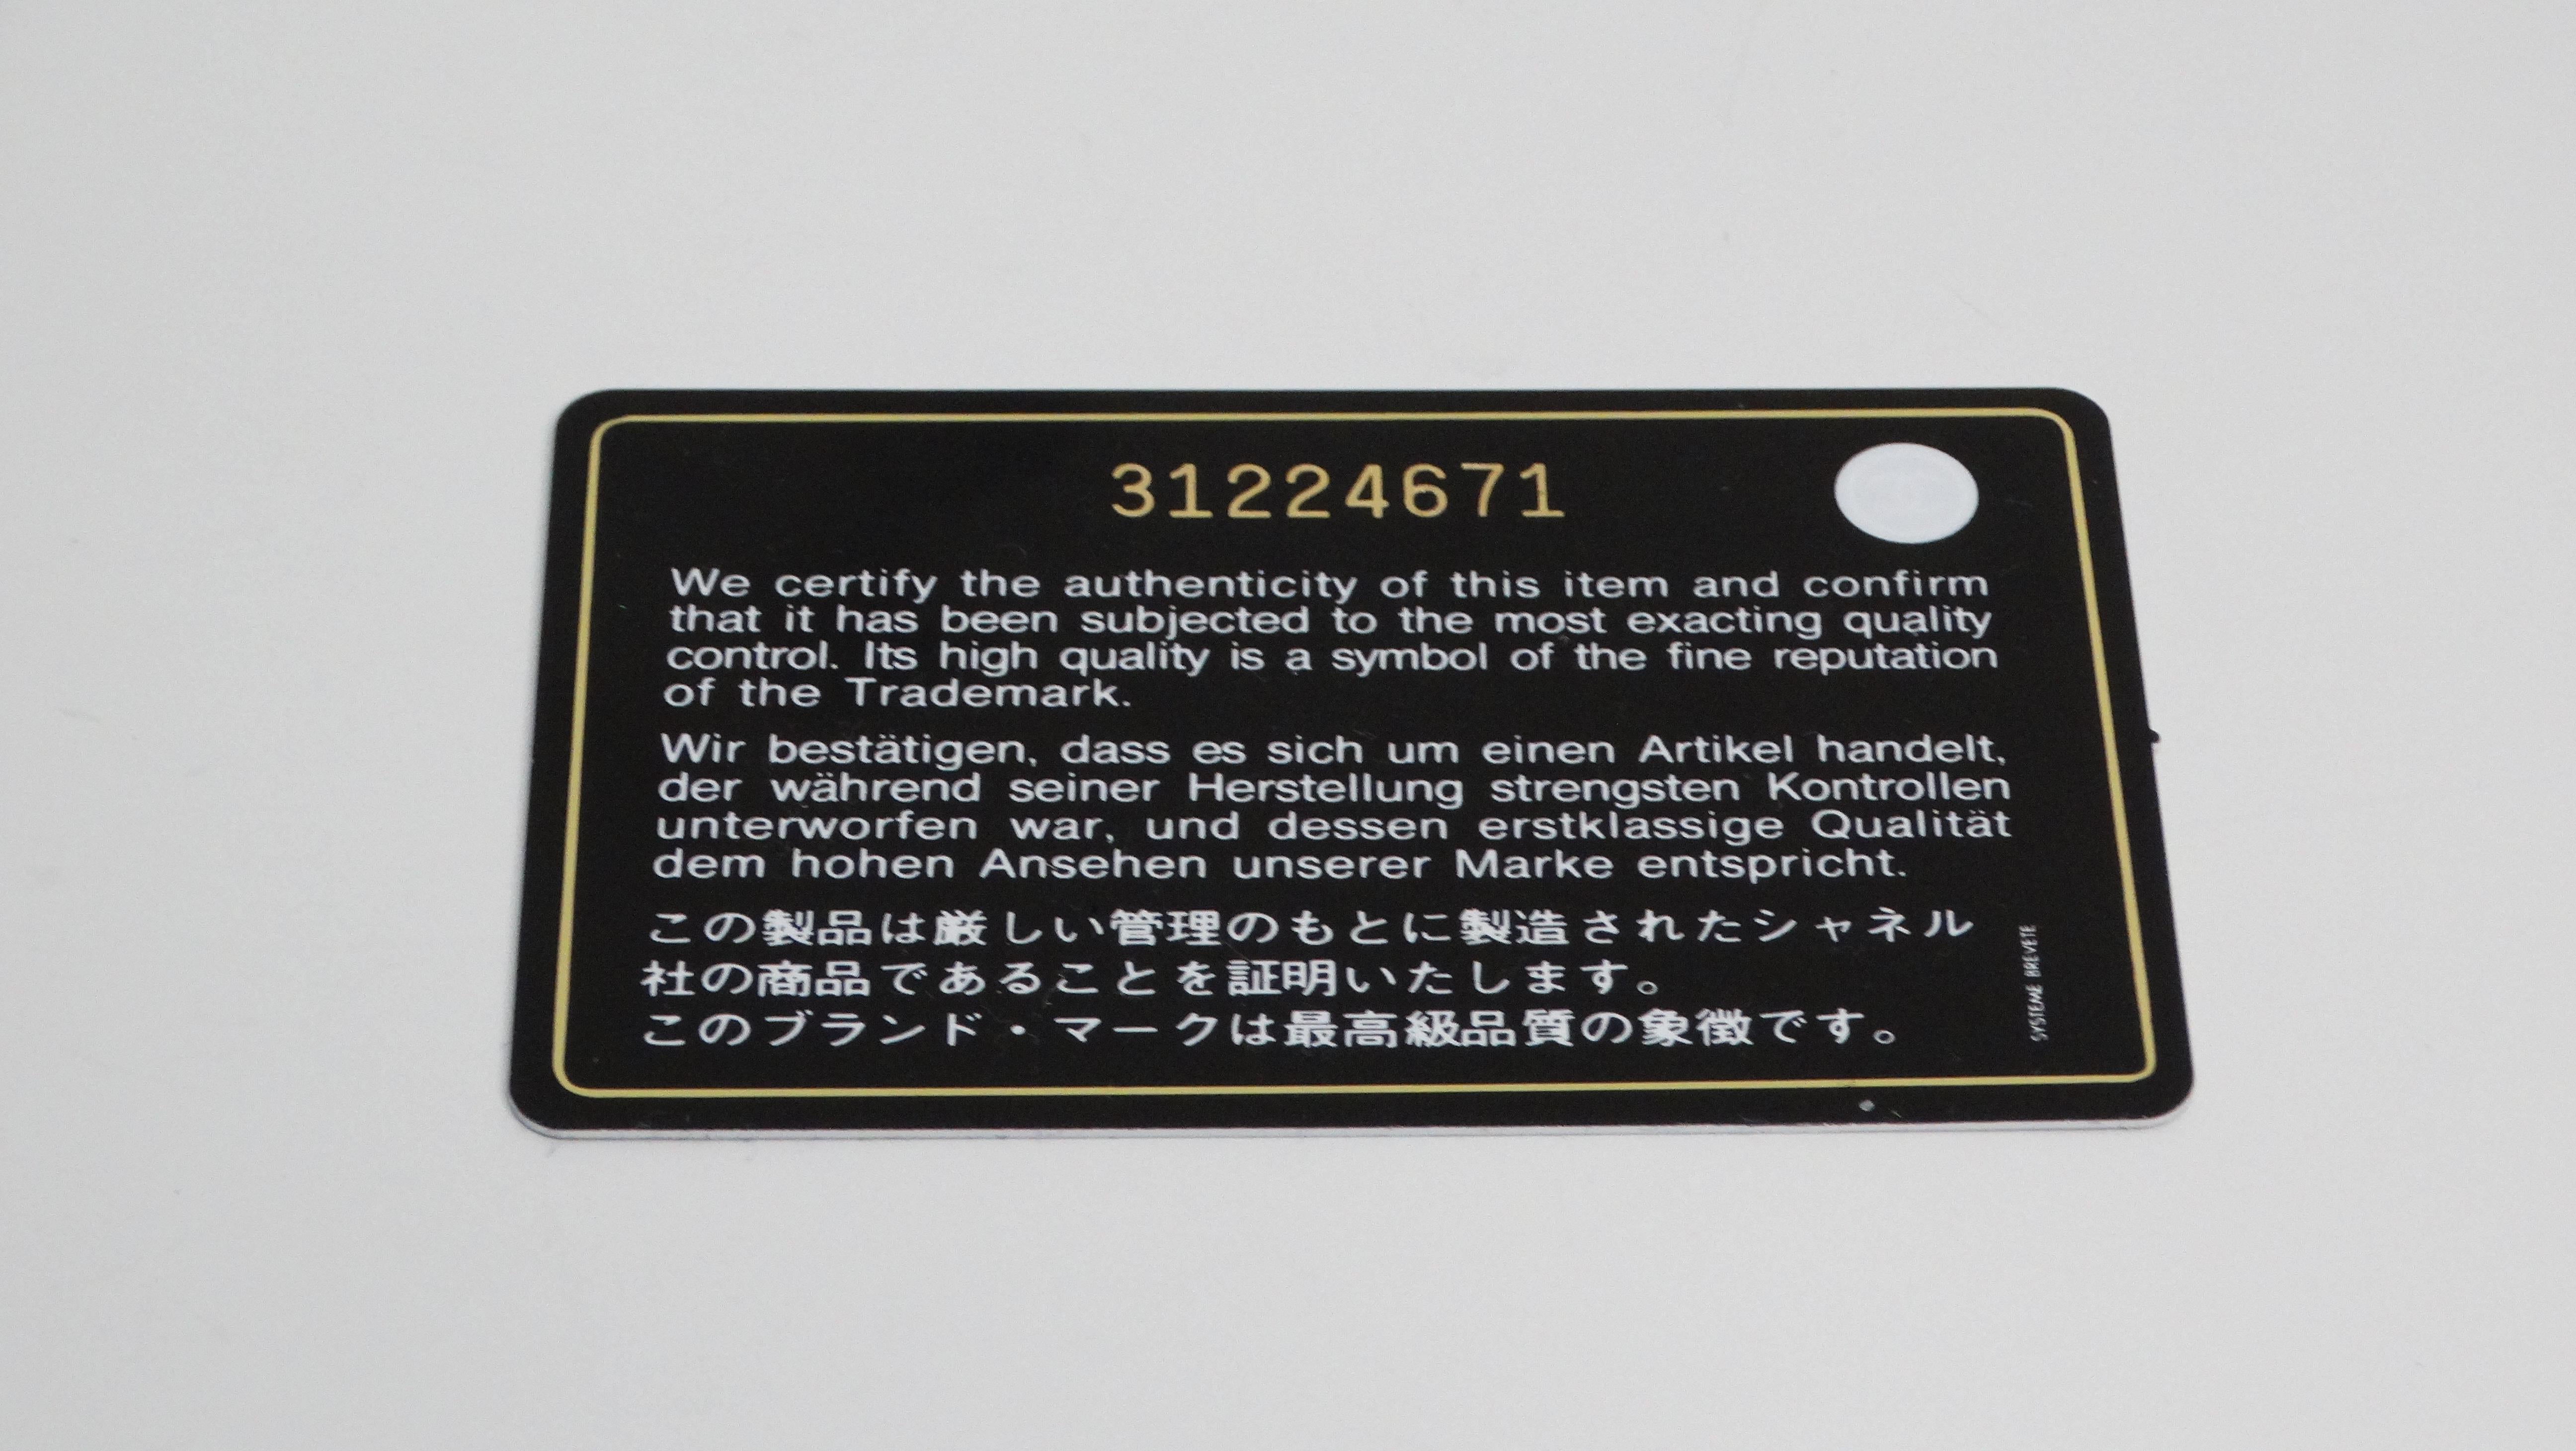 31224671
We certify the authenticity of this item and confirm
that it has been subjected to the most exacting quality
control. Its high quality is a symbol of the fine reputation
of the Trademark.
Wir bestätigen, dass es sich um einen Artikel handelt,
der während seiner Herstellung strengsten Kontrollen
unterworfen war, und dessen erstklassige Qualität
dem hohen Ansehen unserer Marke entspricht.
この製品は厳しい管理のもとに製造されたシャネル
社の商品であることを証明いたします。
このブランド・マークは最高級品質の象徴です。
SYSTEME BREVETE